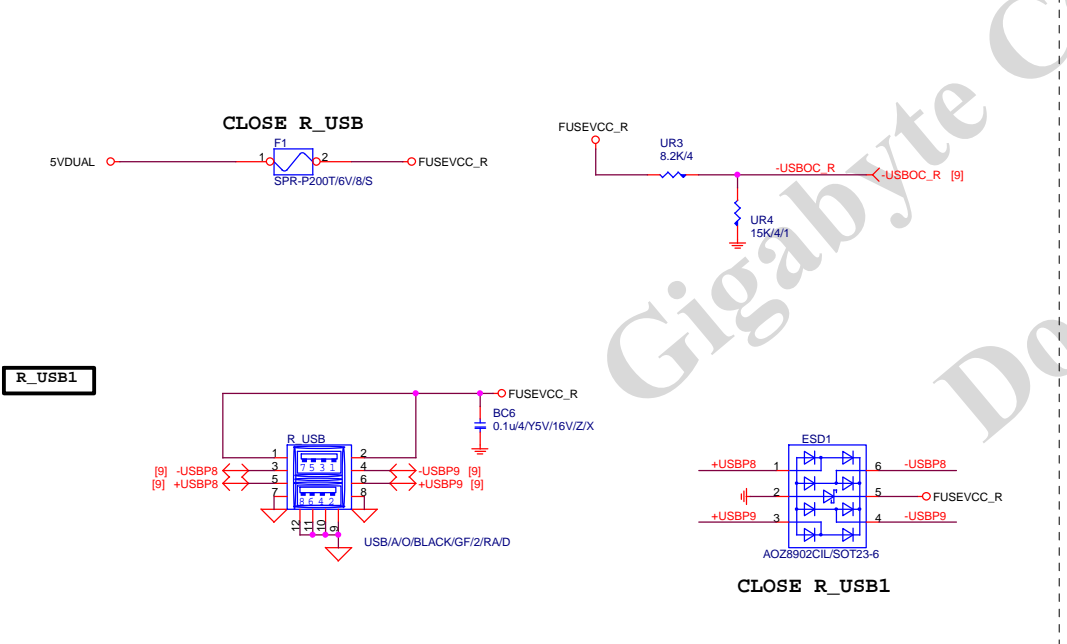 CLOSE R_USB
F1
5VDUAL
1
2
FUSEVCC_R
SPR-P200T/6V/8/S
FUSEVCC_R
UR3
8.2K/4
-USBOC_R
-USBOC_R [9]
UR4
15K/4/1
Gigabyte C
Do
R_USB1
FUSEVCC_R
BC6
0.1u/4/Y5V/16V/Z/X
R_USB
1
2
[9] -USBP8
3
7 5 3 1
4
-USBP9 [9]
[9] +USBP8
5
6
+USBP9 [9]
7
8 6 4 2
8
12
11
10
9
USB/A/O/BLACK/GF/2/RA/D
ESD1
+USBP8
1
6
-USBP8
2
5
FUSEVCC_R
+USBP9
3
4
-USBP9
AOZ8902CIL/SOT23-6
CLOSE R_USB1